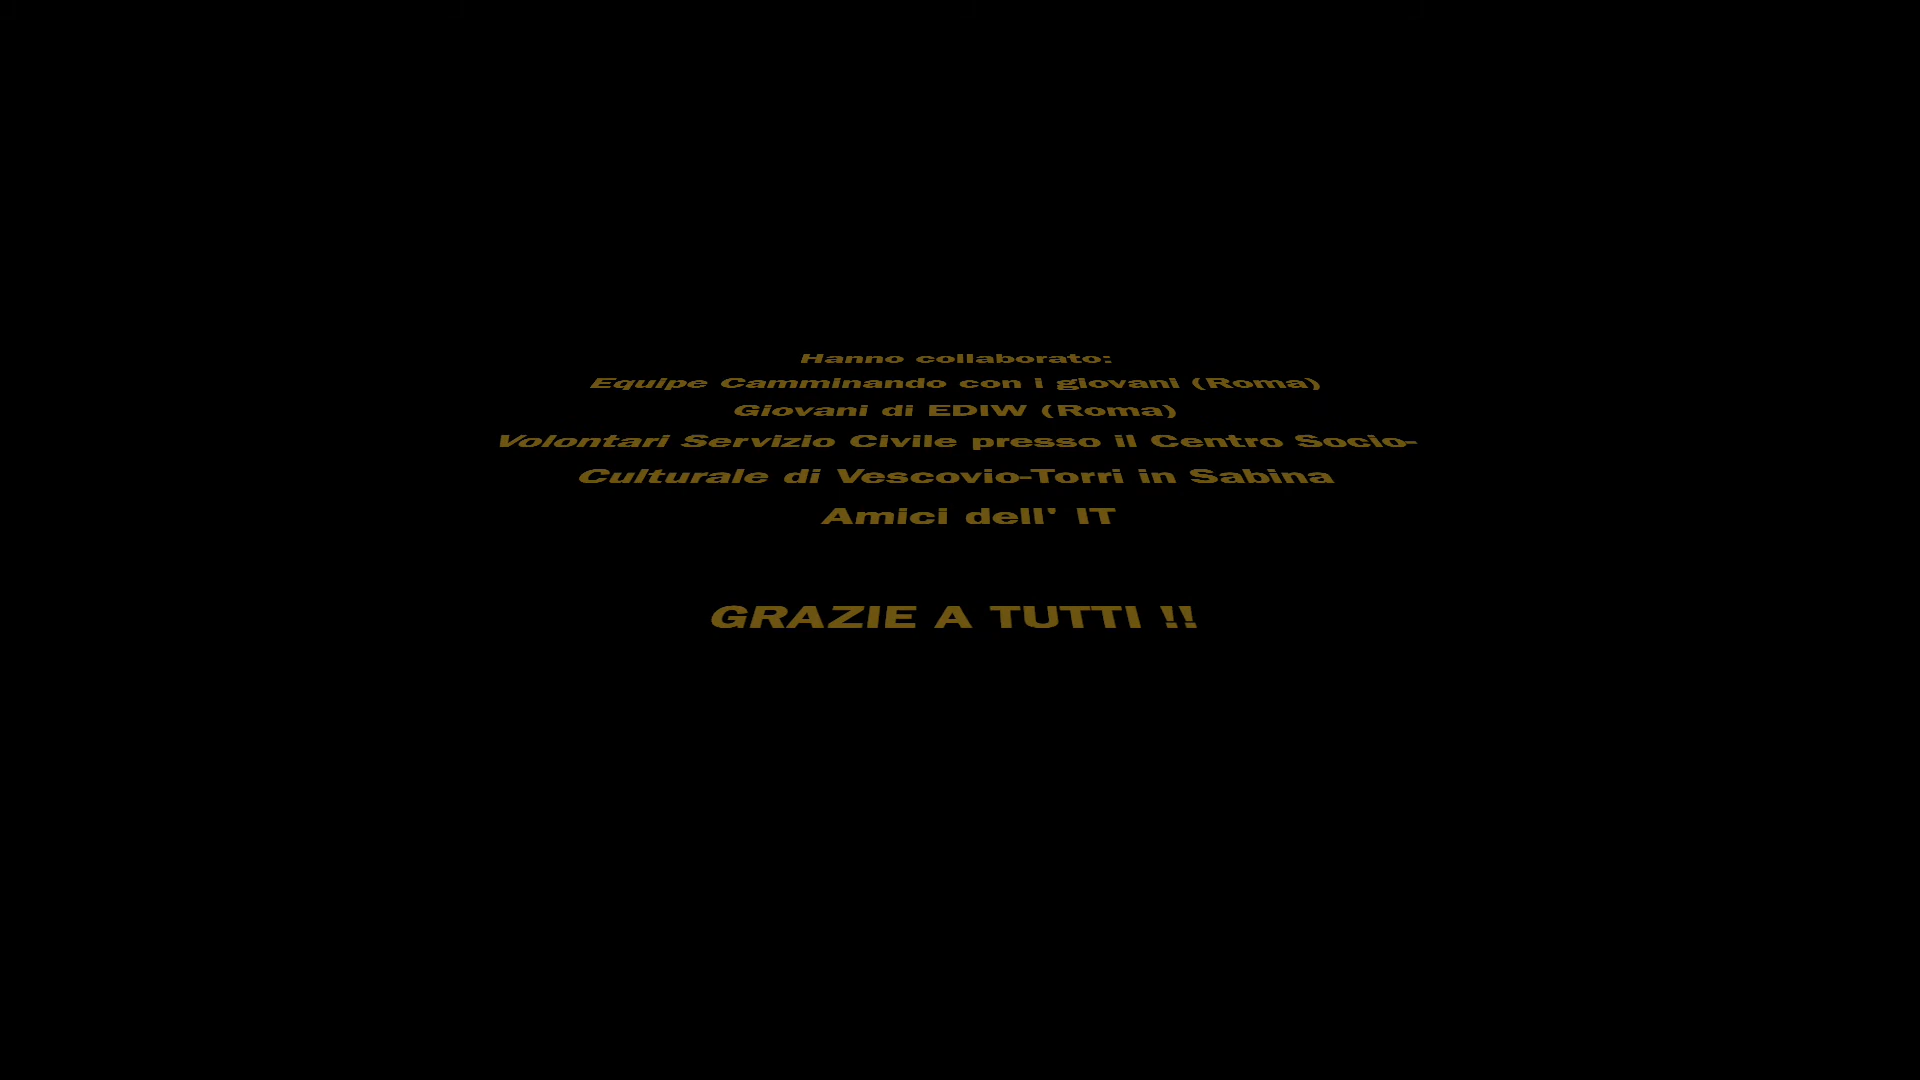 Hanno collaborato:
Equipe Camminando con i giovani (Roma)
Giovani di EDIW (Roma)
Volontari Servizio Civile presso il Centro Socio-
Culturale di Vescovio-Torri in Sabina
Amici dell' IT
GRAZIE A TUTTI !!